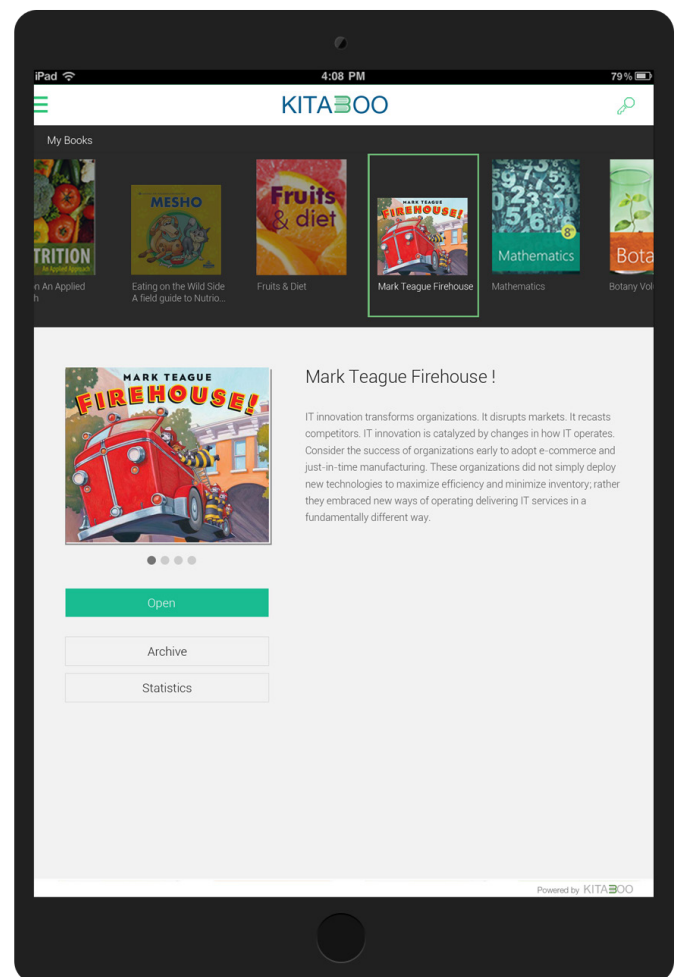 iPad 4:08 PM 79%
KITABOO
My Books
TRITION
An Applied Approach
MESHO
Fruits
& diet
MARK TEAGUE
FIREHOUSE!
8th
Mathematics
Bota
n An Applied
h
Eating on the Wild Side
A field guide to Nutrio...
Fruits & Diet
Mark Teague Firehouse
Mathematics
Botany Vol
MARK TEAGUE
FIREHOUSE!
Mark Teague Firehouse !
IT innovation transforms organizations. It disrupts markets. It recasts
competitors. IT innovation is catalyzed by changes in how IT operates.
Consider the success of organizations early to adopt e-commerce and
just-in-time manufacturing. These organizations did not simply deploy
new technologies to maximize efficiency and minimize inventory; rather
they embraced new ways of operating delivering IT services in a
fundamentally different way.
Open
Archive
Statistics
Powered by KITABOO